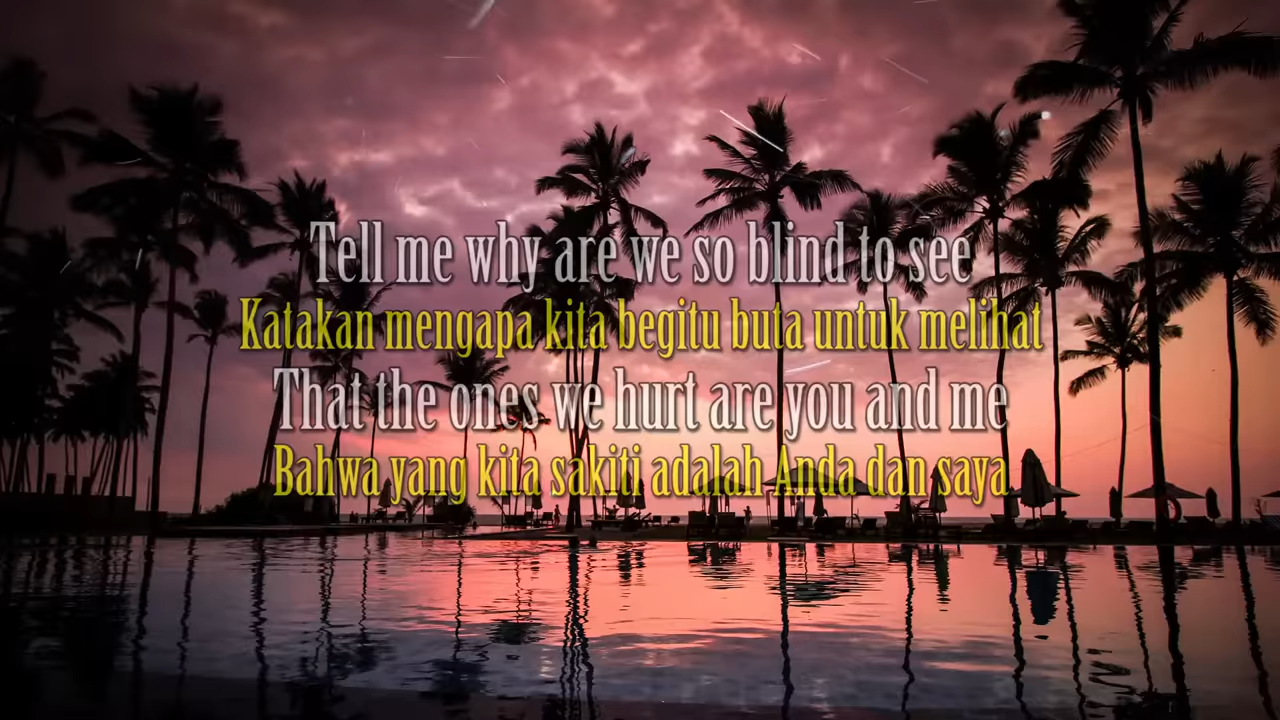 Tell me why are we so blind to see
Katakan mengapa kita begitu buta untuk melihat
That the ones we hurt are you and me
Bahwa yang kita sakiti adalah Anda dan saya